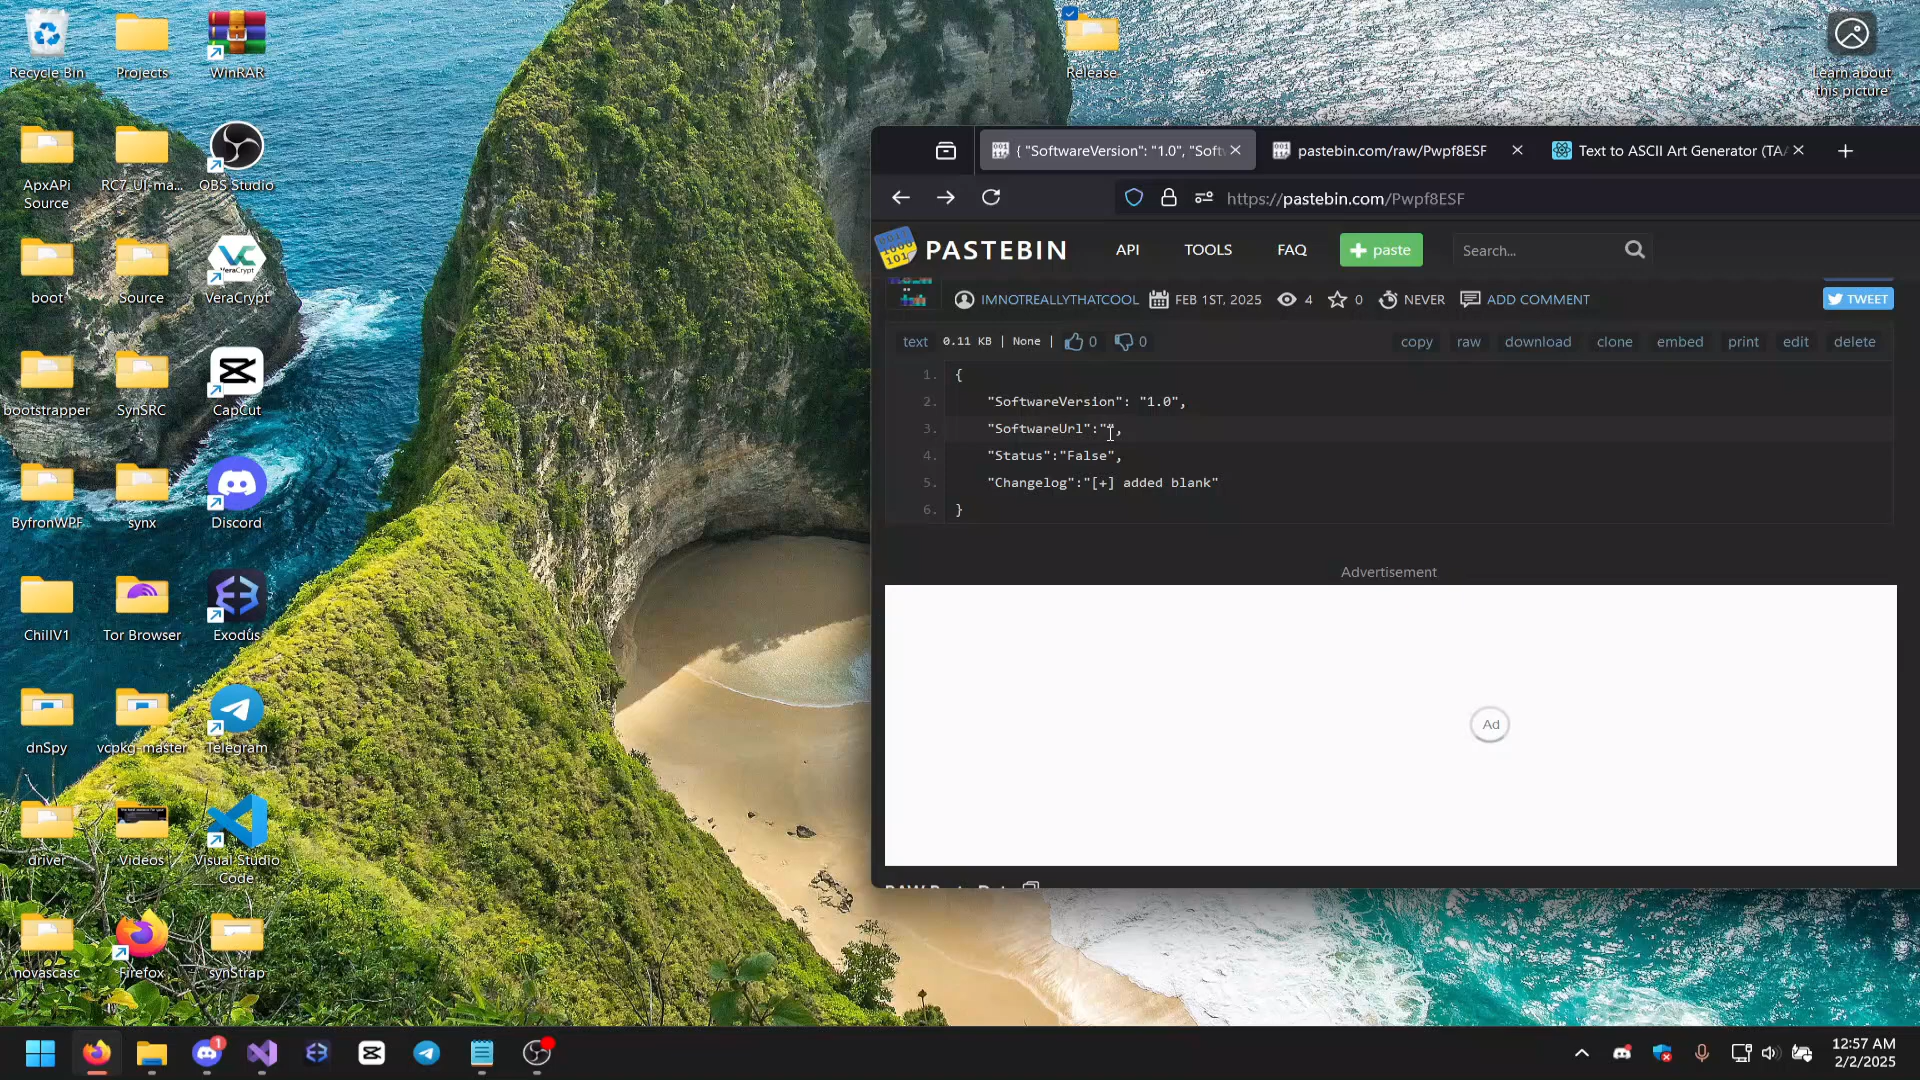 Recycle Bin
Projects
WinRAR
Release
Learn about
this picture
ApxAPi
Source
RC7_UI-ma...
OBS Studio
boot
Source
VeraCrypt
bootstrapper
SynSRC
CapCut
ByfronWPF
synx
Discord
ChillV1
Tor Browser
Exodus
dnSpy
vcpkg-master
Telegram
driver
Videos
Visual Studio
Code
novascasc
Firefox
synStrap
{ "SoftwareVersion": "1.0", "Soft
pastebin.com/raw/Pwpf8ESF
Text to ASCII Art Generator (TAA
https://pastebin.com/Pwpf8ESF
PASTEBIN
API
TOOLS
FAQ
paste
Search...
IMNOTREALLYTHATCOOL
FEB 1ST, 2025
4
0
NEVER
ADD COMMENT
TWEET
text
0.11 KB | None |
0
0
copy
raw
download
clone
embed
print
edit
delete
1. {
2. "SoftwareVersion": "1.0",
3. "SoftwareUrl":"",
4. "Status":"False",
5. "Changelog":"[+] added blank"
6. }
Advertisement
Ad
12:57 AM
2/2/2025